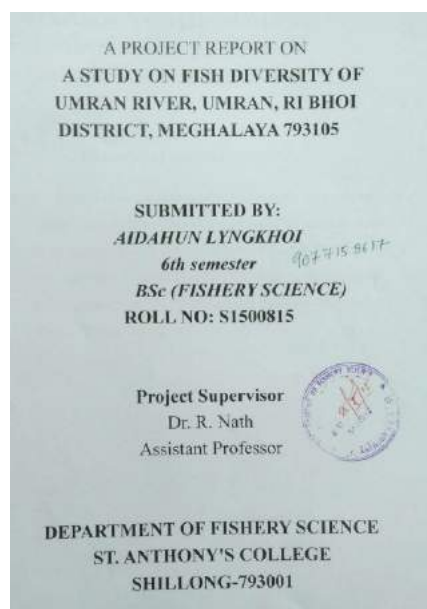 A PROJECT REPORT ON
A STUDY ON FISH DIVERSITY OF
UMRAN RIVER, UMRAN, RI BHOI
DISTRICT, MEGHALAYA 793105
SUBMITTED BY:
AIDAHUN LYNGKHOI
6th semester
BSc (FISHERY SCIENCE)
ROLL NO: S1500815
Project Supervisor
Dr. R. Nath
Assistant Professor
DEPARTMENT OF FISHERY SCIENCE
ST. ANTHONY'S COLLEGE
SHILLONG-793001